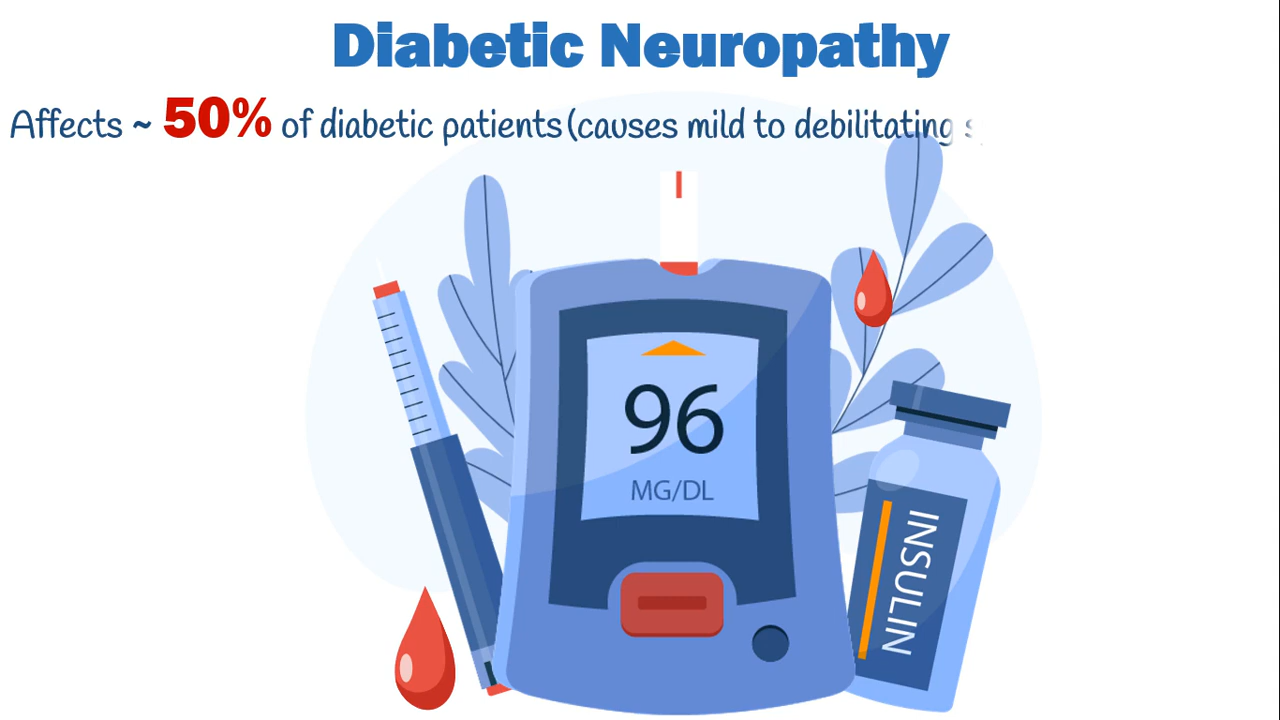 Diabetic Neuropathy
Affects ~ 50% of diabetic patients (causes mild to debilitating
96
MG/DL
INSULIN